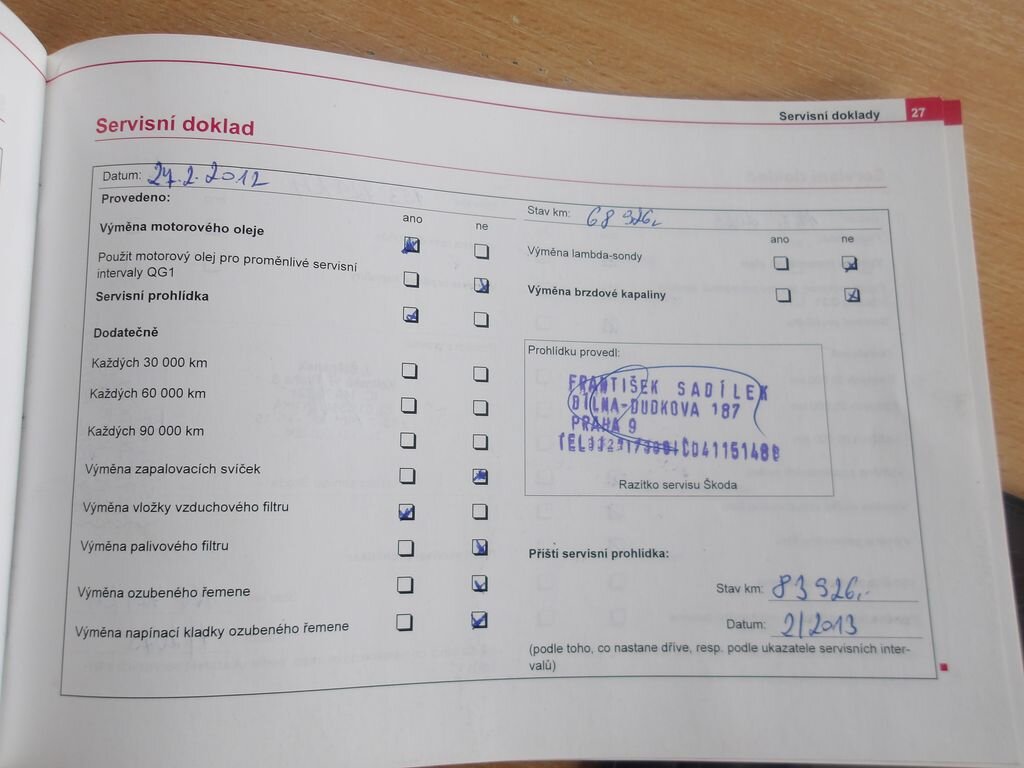 Servisní doklady 27
Servisní doklad
Datum: 27.2.2012
Provedeno:
ano ne
Výměna motorového oleje
Použit motorový olej pro proměnlivé servisní
intervaly QG1
Servisní prohlídka
Dodatečně
Každých 30 000 km
Každých 60 000 km
Každých 90 000 km
Výměna zapalovacích svíček
Výměna vložky vzduchového filtru
Výměna palivového filtru
Výměna ozubeného řemene
Výměna napínací kladky ozubeného řemene
Stav km: 68 926,-
ano ne
Výměna lambda-sondy
Výměna brzdové kapaliny
Prohlídku provedl:
FRANTIŠEK SADÍLEK
DÍLNA-DUDKOVA 187
PRAHA 9
Razítko servisu Škoda
Příští servisní prohlídka:
Stav km: 83 926,-
Datum: 2/2013
(podle toho, co nastane dříve, resp. podle ukazatele servisních inter-
valů)